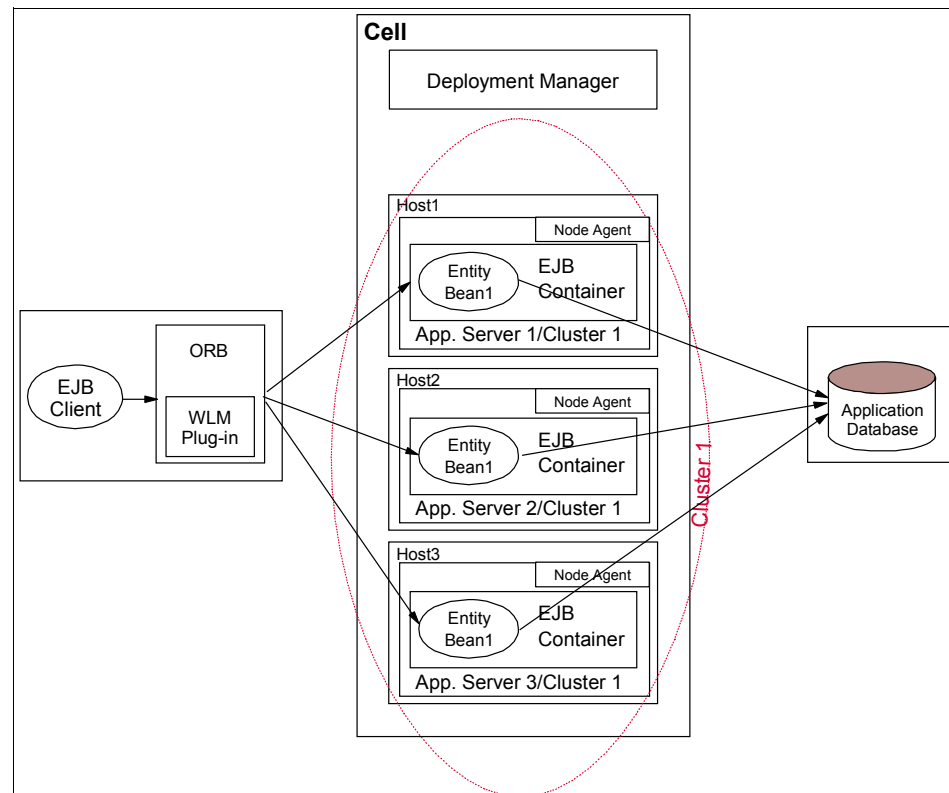 Cell
Deployment Manager
Host1
Node Agent
Entity
Bean1
EJB
Container
App. Server 1/Cluster 1
ORB
WLM
Plug-in
EJB
Client
Host2
Node Agent
Entity
Bean1
EJB
Container
App. Server 2/Cluster 1
Cluster 1
Application
Database
Host3
Node Agent
Entity
Bean1
EJB
Container
App. Server 3/Cluster 1